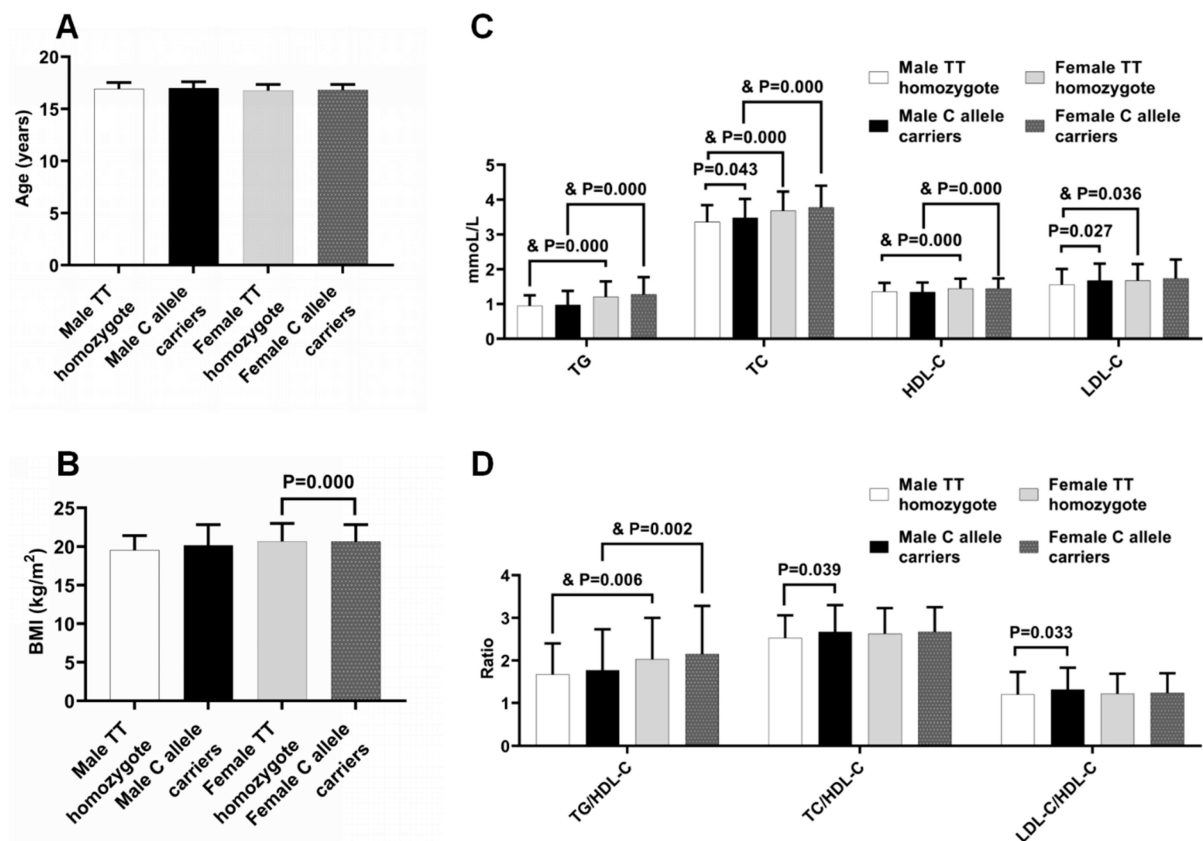 A
Age (years)
20
15
10
5
0
Male TT
homozygote
Male C allele
carriers
Female TT
homozygote
Female C allele
carriers
B
BMI (kg/m²)
25
20
15
10
5
0
P=0.000
Male TT
homozygote
Male C allele
carriers
Female TT
homozygote
Female C allele
carriers
C
Male TT
homozygote
Male C allele
carriers
Female TT
homozygote
Female C allele
carriers
mmoL/L
5
4
3
2
1
0
& P=0.000
& P=0.000
& P=0.000
& P=0.000
P=0.043
& P=0.000
& P=0.000
& P=0.036
P=0.027
TG
TC
HDL-C
LDL-C
D
Male TT
homozygote
Male C allele
carriers
Female TT
homozygote
Female C allele
carriers
Ratio
4
3
2
1
0
& P=0.002
& P=0.006
P=0.039
P=0.033
TG/HDL-C
TC/HDL-C
LDL-C/HDL-C